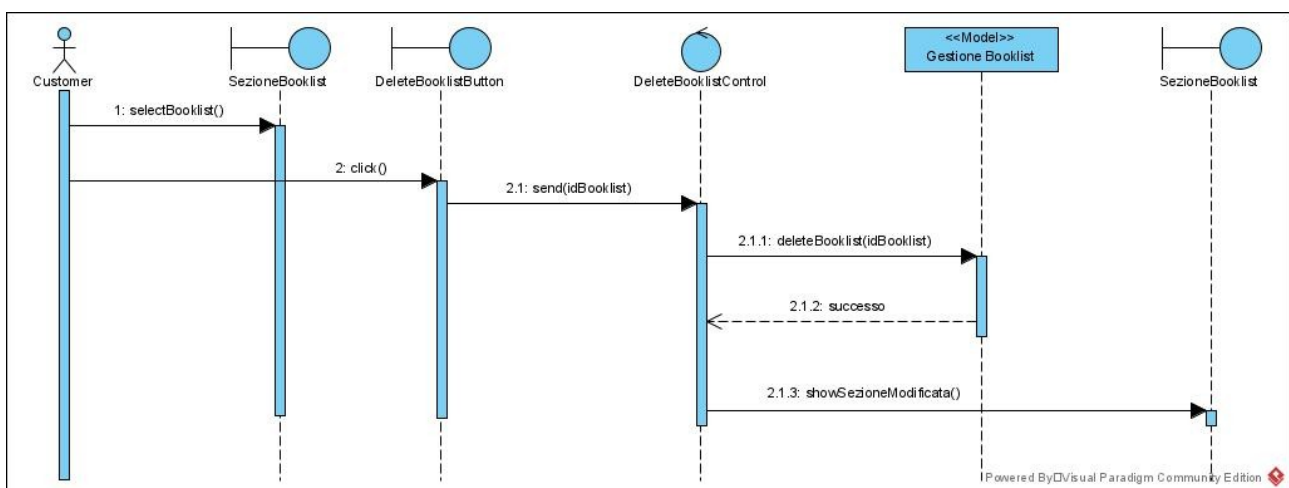 <<Model>>
Gestione Booklist
Customer
SezioneBooklist
DeleteBooklistButton
DeleteBooklistControl
SezioneBooklist
1: selectBooklist()
2: click()
2.1: send(idBooklist)
2.1.1: deleteBooklist(idBooklist)
2.1.2: successo
2.1.3: showSezioneModificata()
Powered By□Visual Paradigm Community Edition